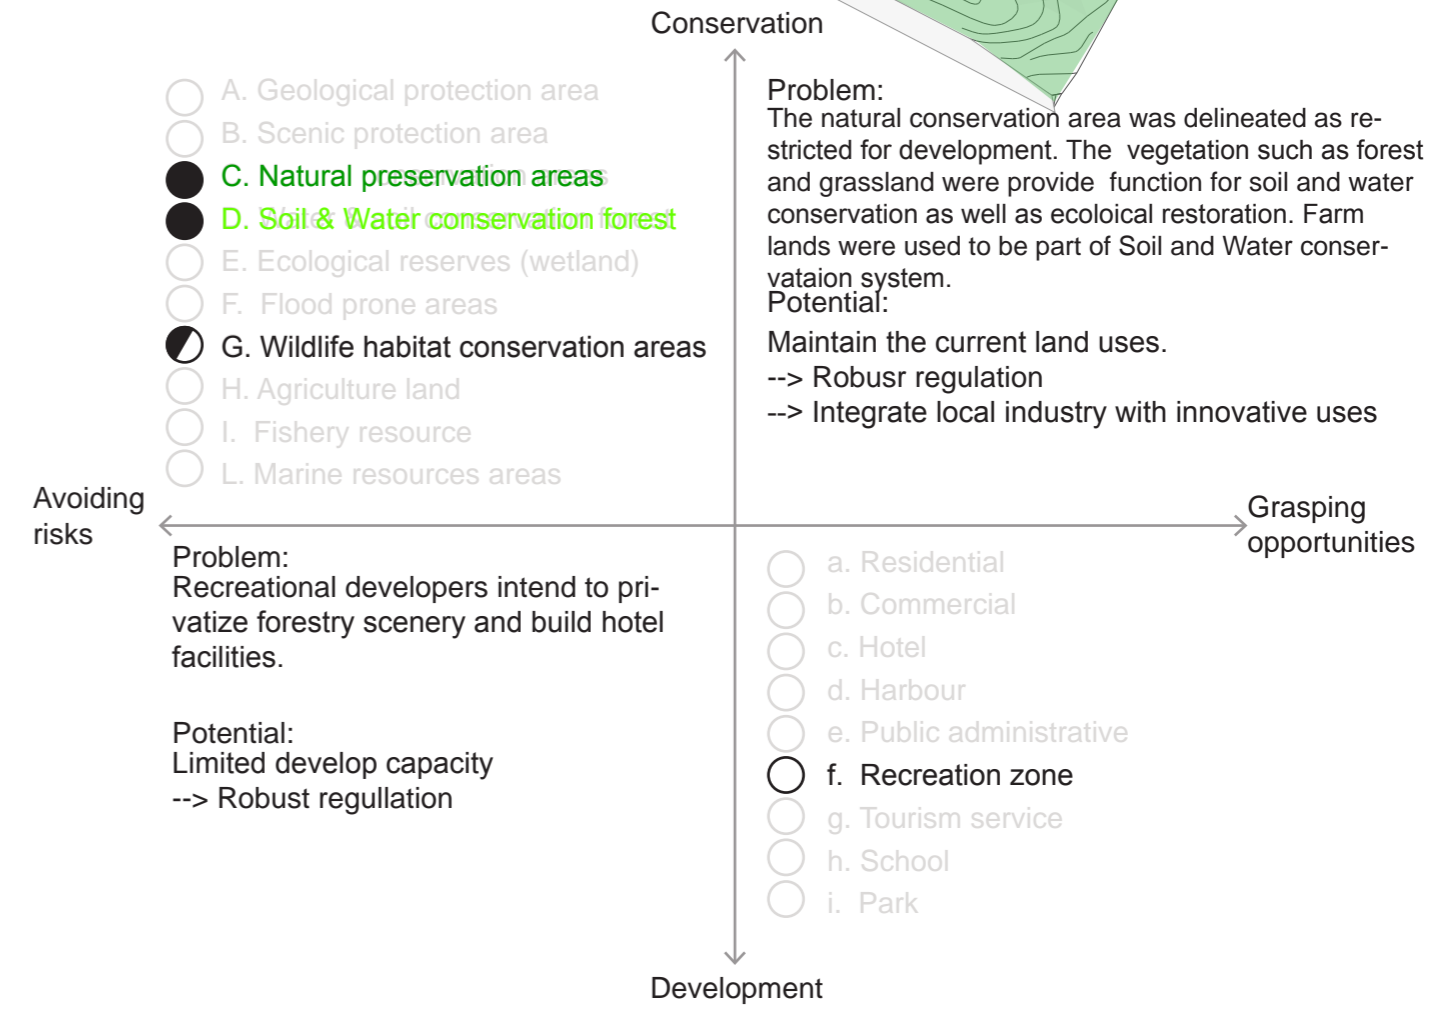 Conservation
A. Geological protection area
B. Scenic protection area
C. Natural preservation areas
D. Soil & Water conservation forest
E. Ecological reserves (wetland)
F. Flood prone areas
G. Wildlife habitat conservation areas
H. Agriculture land
I. Fishery resource
L. Marine resources areas
Problem:
The natural conservation area was delineated as re-
stricted for development. The vegetation such as forest
and grassland were provide function for soil and water
conservation as well as ecoloical restoration. Farm
lands were used to be part of Soil and Water conser-
vataion system.
Potential:
Maintain the current land uses.
--> Robusr regulation
--> Integrate local industry with innovative uses
Avoiding
risks
Grasping
opportunities
Problem:
Recreational developers intend to pri-
vatize forestry scenery and build hotel
facilities.
Potential:
Limited develop capacity
--> Robust regullation
a. Residential
b. Commercial
c. Hotel
d. Harbour
e. Public administrative
f. Recreation zone
g. Tourism service
h. School
i. Park
Development